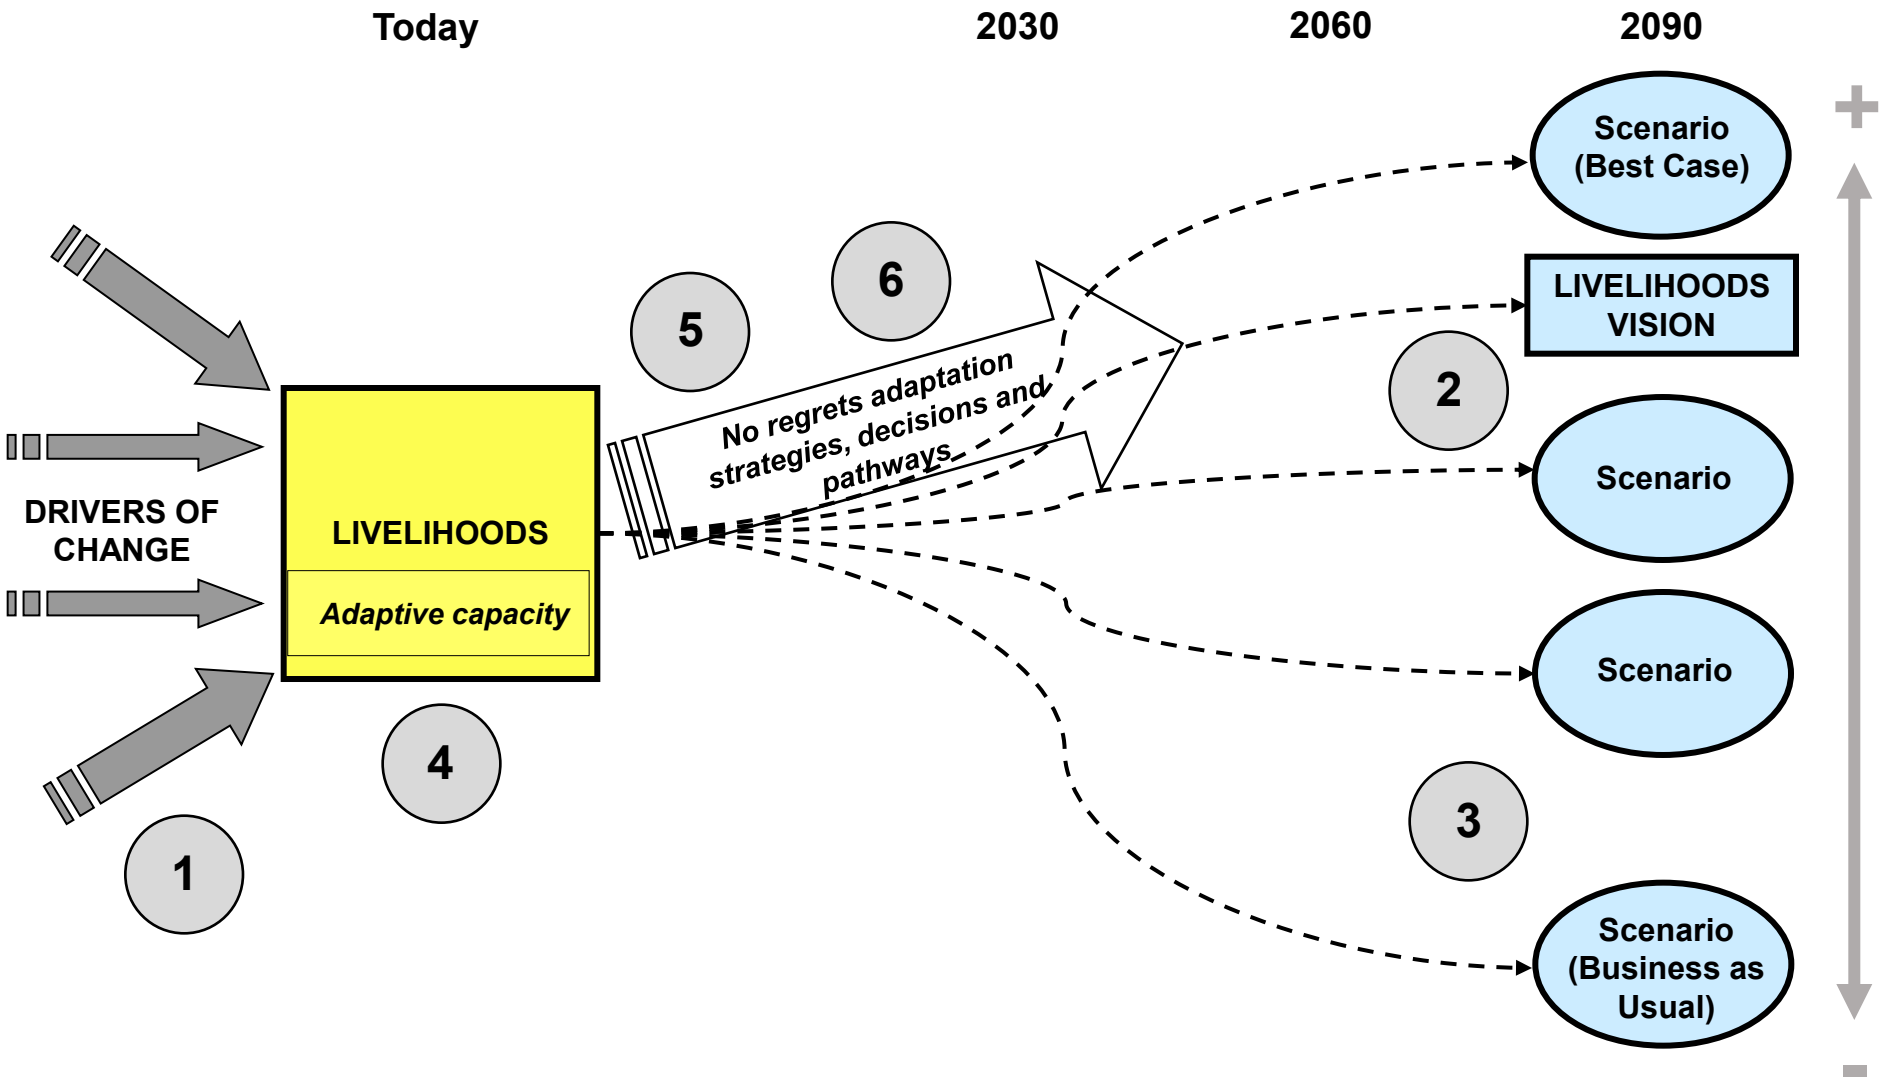 Today
2030
2060
2090
+
Scenario
(Best Case)
LIVELIHOODS
VISION
6
5
No regrets adaptation
strategies, decisions and
pathways
2
Scenario
DRIVERS OF
CHANGE
LIVELIHOODS
Adaptive capacity
Scenario
4
3
1
Scenario
(Business as
Usual)
-